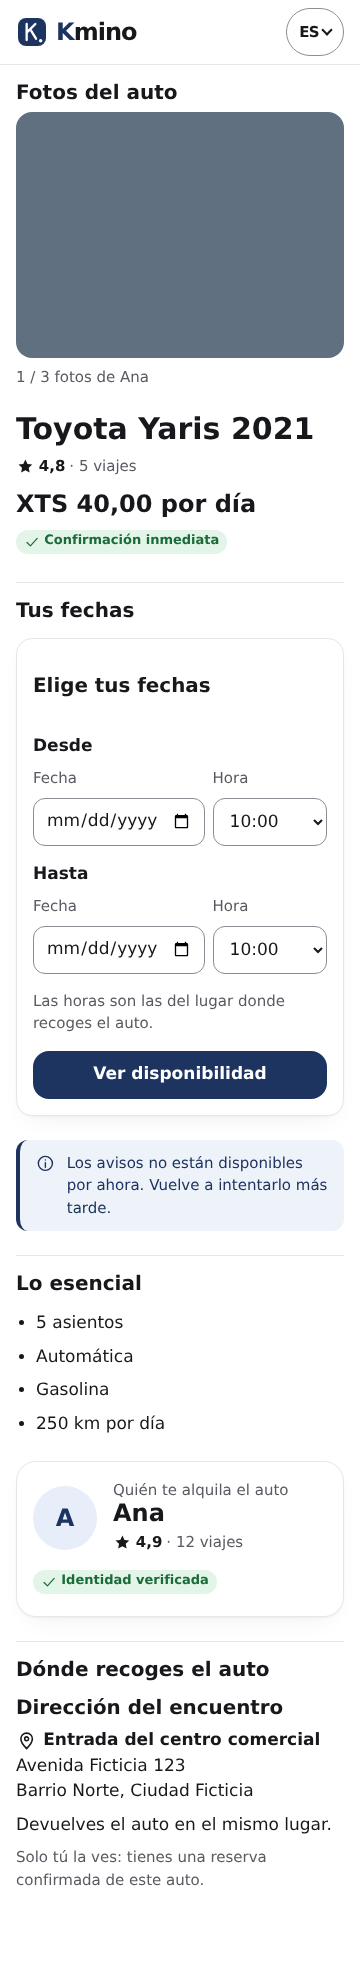 Kmino
ES
Fotos del auto
1 / 3 fotos de Ana
Toyota Yaris 2021
★ 4,8 · 5 viajes
XTS 40,00 por día
Confirmación inmediata
Tus fechas
Elige tus fechas
Desde
Fecha Hora
mm/dd/yyyy 10:00
Hasta
Fecha Hora
mm/dd/yyyy 10:00
Las horas son las del lugar donde
recoges el auto.
Ver disponibilidad
Los avisos no están disponibles
por ahora. Vuelve a intentarlo más
tarde.
Lo esencial
• 5 asientos
• Automática
• Gasolina
• 250 km por día
A
Quién te alquila el auto
Ana
★ 4,9 · 12 viajes
Identidad verificada
Dónde recoges el auto
Dirección del encuentro
Entrada del centro comercial
Avenida Ficticia 123
Barrio Norte, Ciudad Ficticia
Devuelves el auto en el mismo lugar.
Solo tú la ves: tienes una reserva
confirmada de este auto.